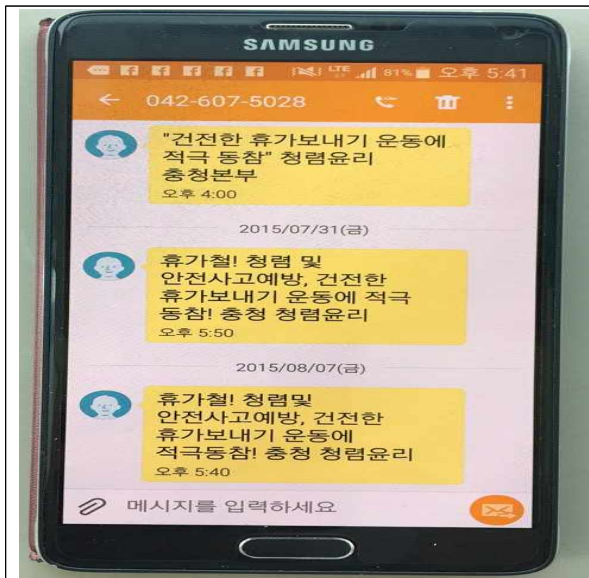 SAMSUNG
LTE 81% 오후 5:41
042-607-5028
"건전한 휴가보내기 운동에
적극 동참" 청렴윤리
충청본부
오후 4:00
2015/07/31(금)
휴가철! 청렴 및
안전사고예방, 건전한
휴가보내기 운동에 적극
동참! 충청 청렴윤리
오후 5:50
2015/08/07(금)
휴가철! 청렴및
안전사고예방, 건전한
휴가보내기 운동에
적극동참! 충청 청렴윤리
오후 5:40
메시지를 입력하세요